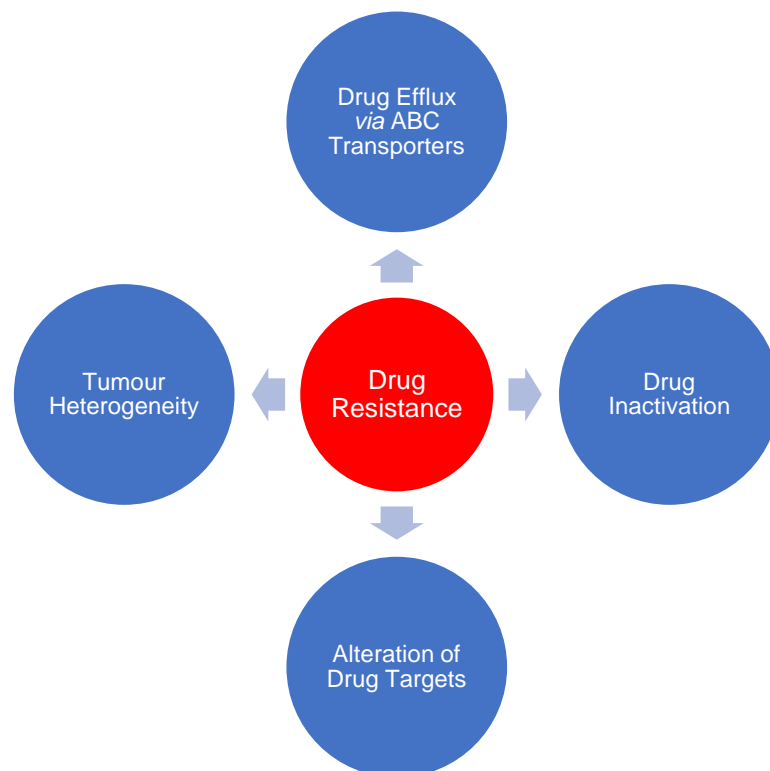 Drug Efflux
via ABC
Transporters
Tumour
Heterogeneity
Drug
Resistance
Drug
Inactivation
Alteration of
Drug Targets